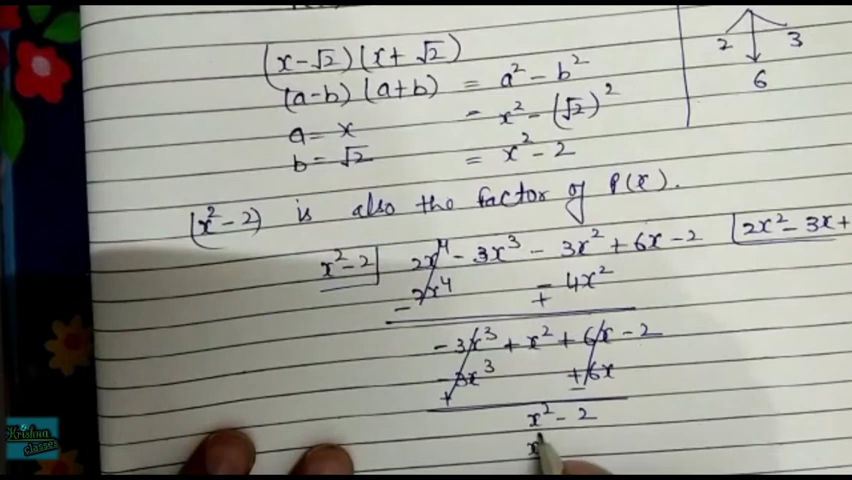 (x-√2)(x+√2)
(a-b)(a+b) = a² - b²
a = x = x² - (√2)²
b = √2 = x² - 2
2 3
6
(x²-2) is also the factor of P(x).
x²-2 2x⁴ - 3x³ - 3x² + 6x - 2 2x² - 3x +
- 2x⁴ - 4x²
+
- 3x³ + x² + 6x - 2
- 3x³ + 6x
+ -
x² - 2
x
Krishna
classes